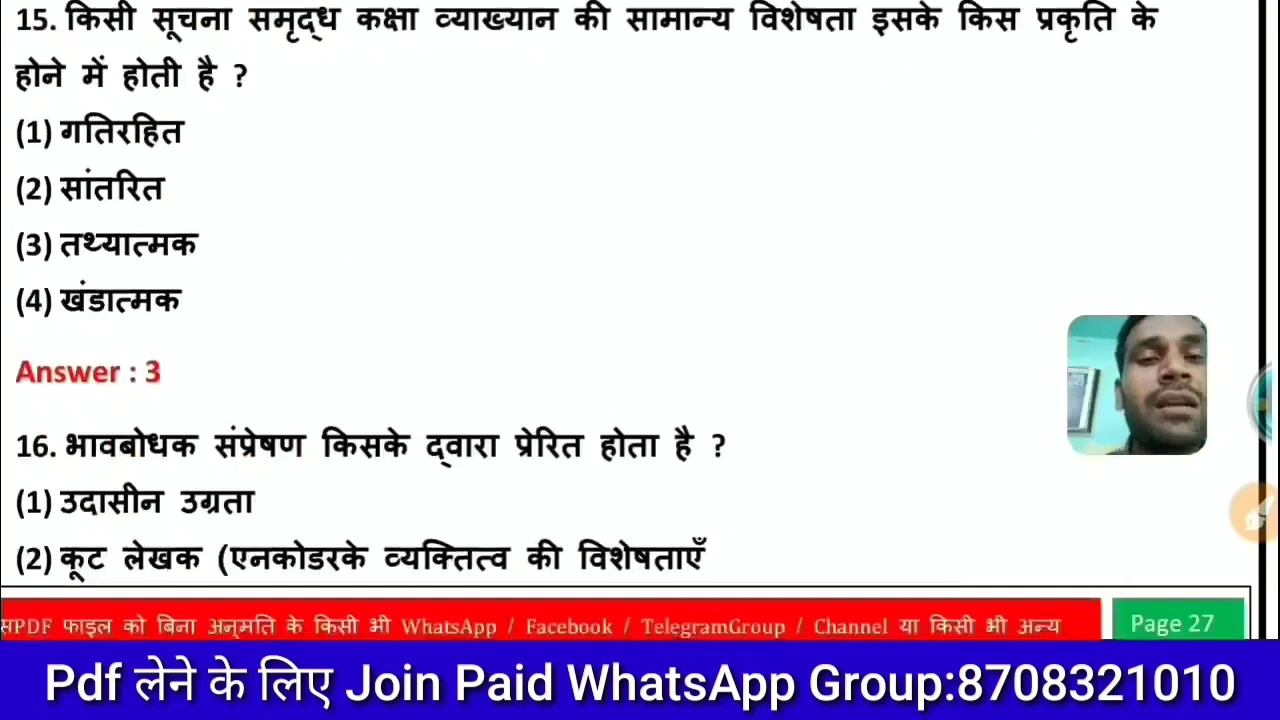 15. किसी सूचना समृद्ध कक्षा व्याख्यान की सामान्य विशेषता इसके किस प्रकृति के
होने में होती है ?
(1) गतिरहित
(2) सांतरित
(3) तथ्यात्मक
(4) खंडात्मक
Answer : 3
16. भावबोधक संप्रेषण किसके द्वारा प्रेरित होता है ?
(1) उदासीन उग्रता
(2) कूट लेखक (एनकोडरके व्यक्तित्व की विशेषताएँ
सPDF फाइल को बिना अनुमति के किसी भी WhatsApp / Facebook / TelegramGroup / Channel या किसी भी अन्य
Page 27
Pdf लेने के लिए Join Paid WhatsApp Group:8708321010